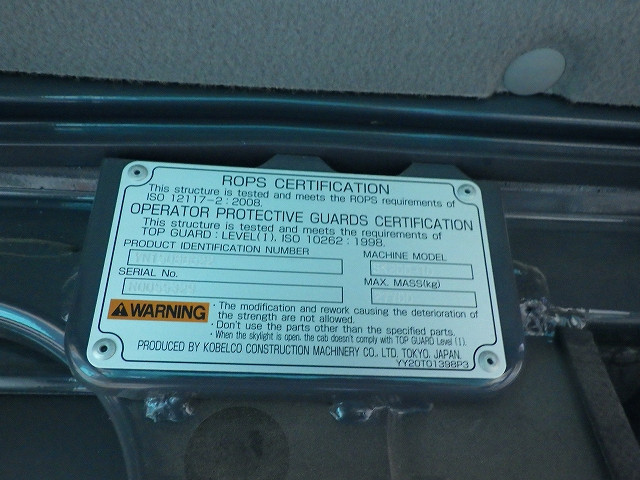 ROPS CERTIFICATION
This structure is tested and meets the ROPS requirements of
ISO 12117-2 : 2008.
OPERATOR PROTECTIVE GUARDS CERTIFICATION
This structure is tested and meets the requirements of
TOP GUARD : LEVEL(I). ISO 10262 : 1998.
PRODUCT IDENTIFICATION NUMBER
MACHINE MODEL
SERIAL No.
MAX. MASS(kg)
WARNING
· The modification and rework causing the deterioration of
the strength are not allowed.
· Don't use the parts other than the specified parts.
· When the skylight is open, the cab doesn't comply with TOP GUARD Level (I).
PRODUCED BY KOBELCO CONSTRUCTION MACHINERY CO., LTD. TOKYO. JAPAN.
YY20T01398P3